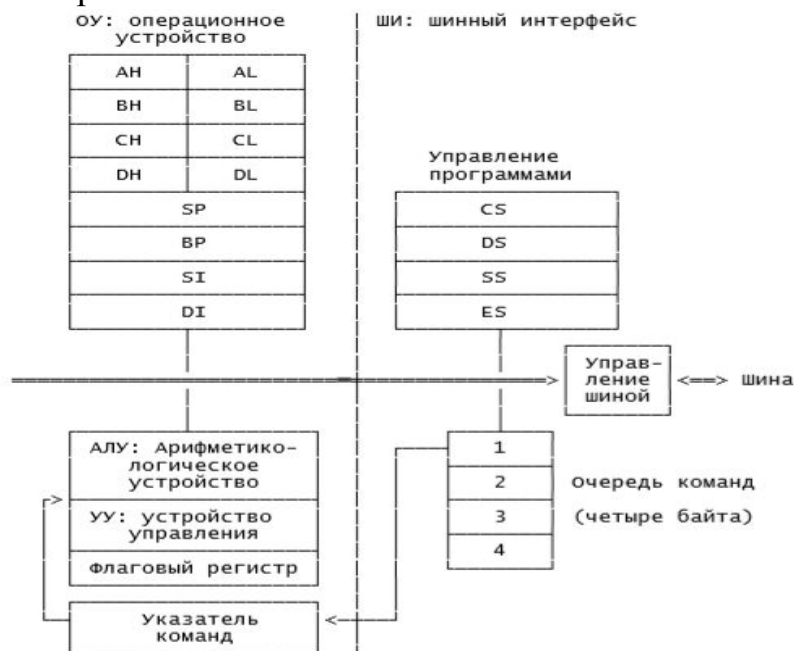 ОУ: операционное
устройство
ШИ: шинный интерфейс
AH AL
BH BL
CH CL
DH DL
SP
BP
SI
DI
Управление
программами
CS
DS
SS
ES
Управ-
ление
шиной
<==> Шина
АЛУ: Арифметико-
логическое
устройство
УУ: устройство
управления
Флаговый регистр
Указатель
команд
1
2 Очередь команд
3 (четыре байта)
4